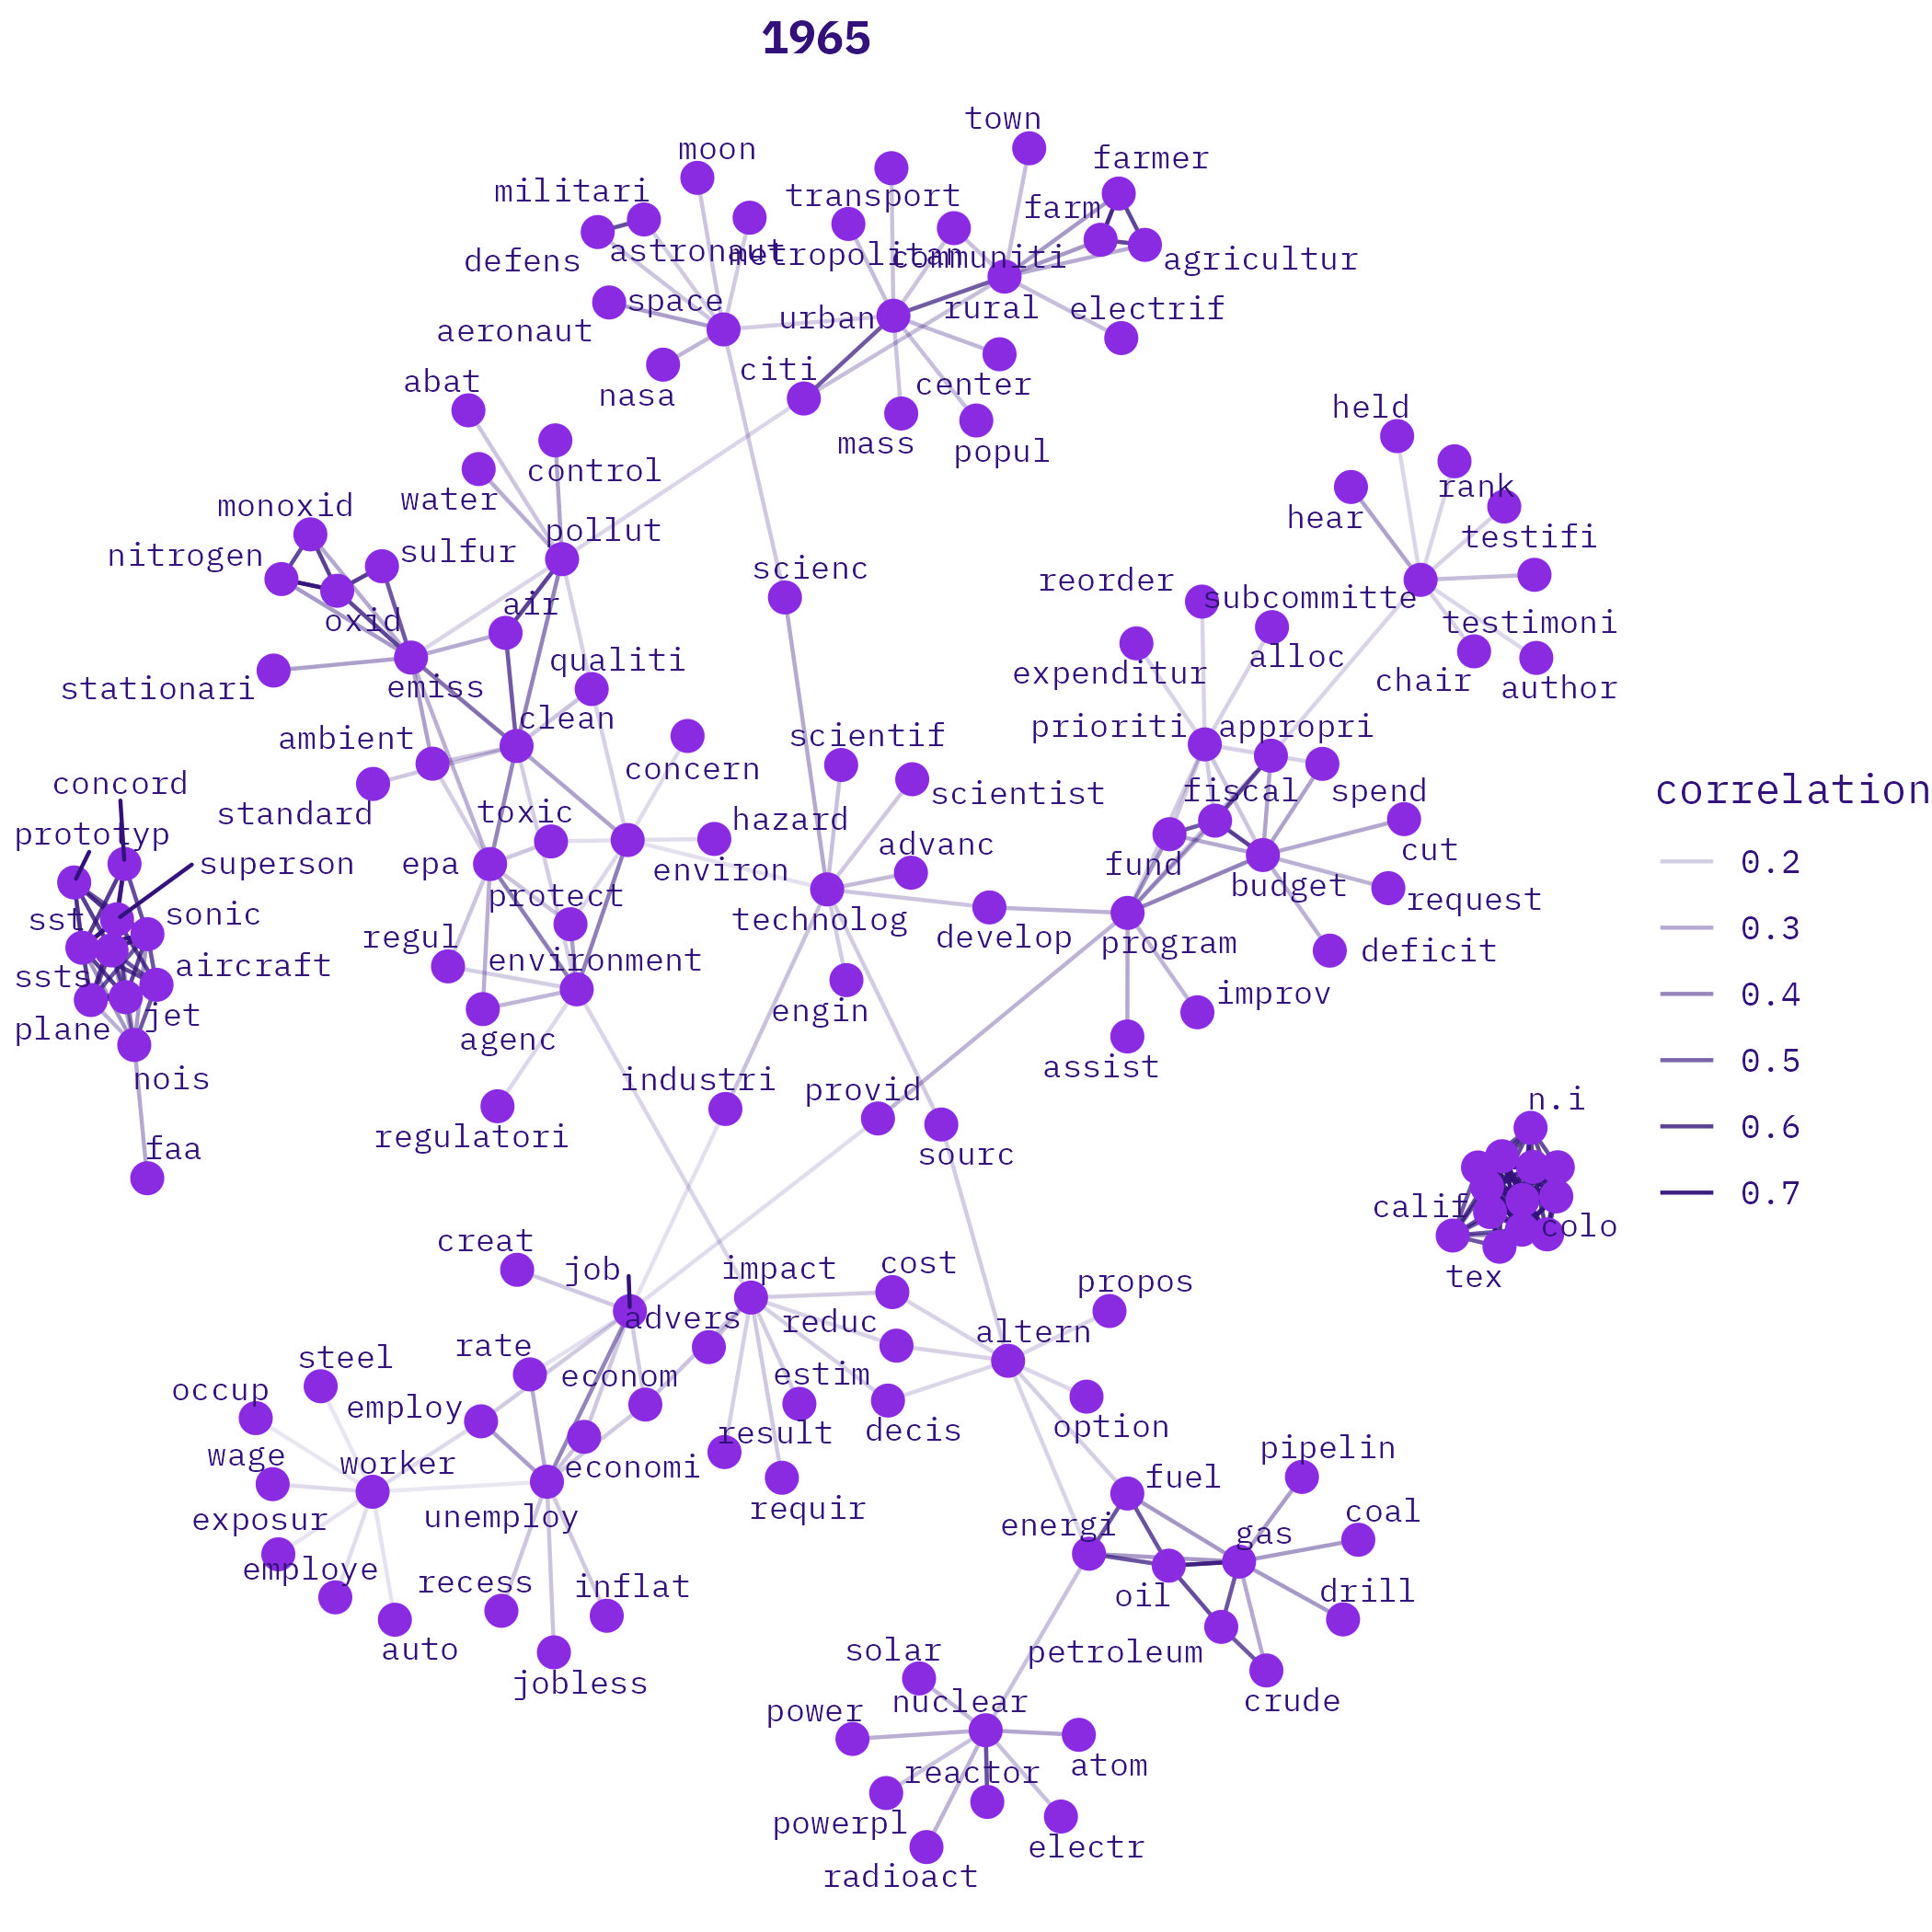 1965
town
moon
farmer
militari
transport
farm
astronaut
metropolitan
communiti
defens
agricultur
space
aeronaut
urban
rural
electrif
citi
abat
nasa
center
held
mass
popul
control
rank
water
monoxid
hear
pollut
testifi
nitrogen
sulfur
scienc
reorder
air
subcommitte
oxid
testimoni
qualiti
alloc
expenditur
stationari
emiss
chair
author
clean
prioriti
appropri
ambient
scientif
concern
concord
fiscal
spend
correlation
scientist
standard
toxic
hazard
prototyp
advanc
cut
superson
epa
environ
fund
0.2
budget
protect
request
sst
sonic
technolog
regul
develop
program
0.3
deficit
environment
aircraft
ssts
improv
0.4
engin
plane
jet
agenc
assist
0.5
nois
industri
provid
n.i
regulatori
0.6
faa
sourc
0.7
calif
colo
creat
job
impact
cost
tex
propos
advers
reduc
altern
rate
steel
econom
estim
occup
employ
option
result
decis
pipelin
wage
worker
economi
fuel
requir
coal
exposur
unemploy
energi
gas
employe
recess
inflat
oil
drill
auto
solar
petroleum
jobless
nuclear
crude
power
reactor
atom
powerpl
electr
radioact